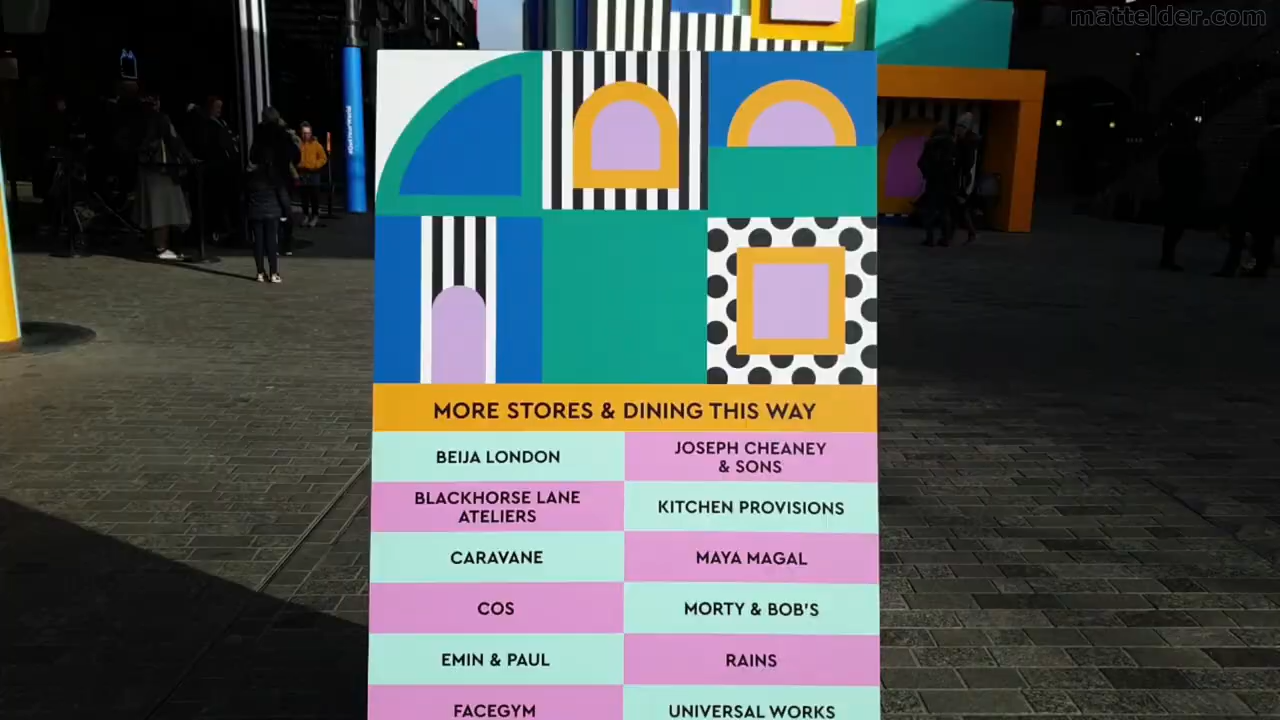 mattelder.com
MORE STORES & DINING THIS WAY
BEIJA LONDON
JOSEPH CHEANEY
& SONS
BLACKHORSE LANE
ATELIERS
KITCHEN PROVISIONS
CARAVANE
MAYA MAGAL
COS
MORTY & BOB'S
EMIN & PAUL
RAINS
FACEGYM
UNIVERSAL WORKS